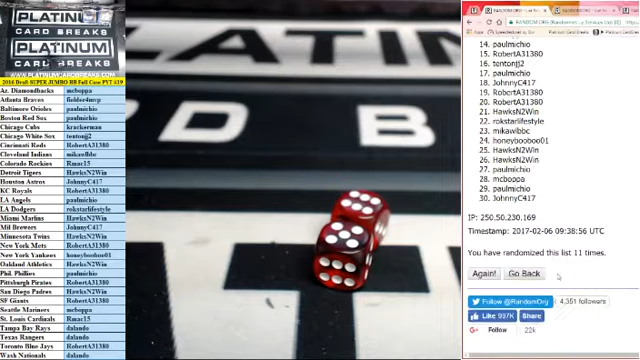 PLATINUM
CARD BREAKS
PLATINUM
CARD BREAKS
WWW.PLATINUMCARDBREAKS.COM
2016 Draft SUPER JUMBO BB Full Case PYT #19
Az. Diamondbacks mcboppa
Atlanta Braves fielder4mvp
Baltimore Orioles paulmichio
Boston Red Sox paulmichio
Chicago Cubs krackerman
Chicago White Sox tentonjj2
Cincinnati Reds RobertA31380
Cleveland Indians mikawlbbc
Colorado Rockies Rmac15
Detroit Tigers HawksN2Win
Houston Astros JohnnyC417
KC Royals RobertA31380
LA Angels paulmichio
LA Dodgers rokstarlifestyle
Miami Marlins HawksN2Win
Mil Brewers JohnnyC417
Minnesota Twins HawksN2Win
New York Mets RobertA31380
New York Yankees honeybooboo01
Oakland Athletics HawksN2Win
Phil. Phillies paulmichio
Pittsburgh Pirates RobertA31380
San Diego Padres HawksN2Win
SF Giants RobertA31380
Seattle Mariners mcboppa
St. Louis Cardinals Rmac15
Tampa Bay Rays dalando
Texas Rangers dalando
Toronto Blue Jays RobertA31380
Wash Nationals dalando
PLATINUM
RD B
14. paulmichio
15. RobertA31380
16. tentonjj2
17. paulmichio
18. JohnnyC417
19. RobertA31380
20. RobertA31380
21. HawksN2Win
22. rokstarlifestyle
23. mikawlbbc
24. honeybooboo01
25. HawksN2Win
26. HawksN2Win
27. paulmichio
28. mcboppa
29. paulmichio
30. JohnnyC417
IP: 250.50.230.169
Timestamp: 2017-02-06 09:38:56 UTC
You have randomized this list 11 times.
Again! Go Back
Follow @RandomOrg 4,351 followers
Like 997K Share
Follow 22k